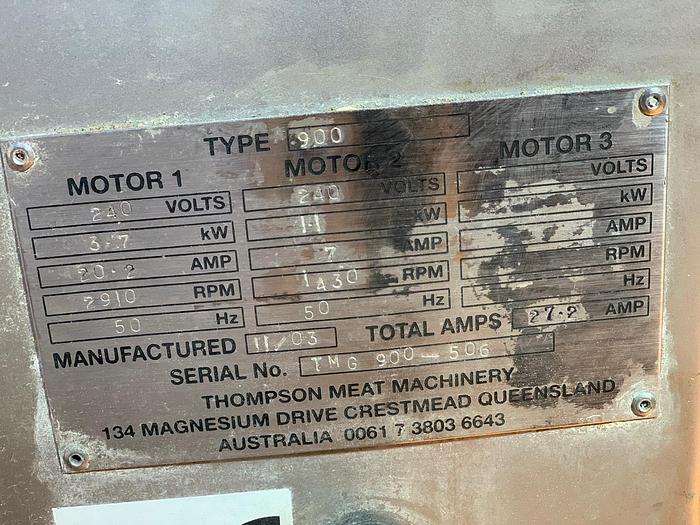 TYPE 900
MOTOR 1 MOTOR 2 MOTOR 3
240 VOLTS 240 VOLTS VOLTS
3.7 kW 1.1 kW kW
20.2 AMP 7 AMP AMP
2910 RPM 1430 RPM RPM
50 Hz 50 Hz Hz
MANUFACTURED 11/03 TOTAL AMPS 27.2 AMP
SERIAL No. TMG 900-506
THOMPSON MEAT MACHINERY
134 MAGNESIUM DRIVE CRESTMEAD QUEENSLAND
AUSTRALIA 0061 7 3803 6643